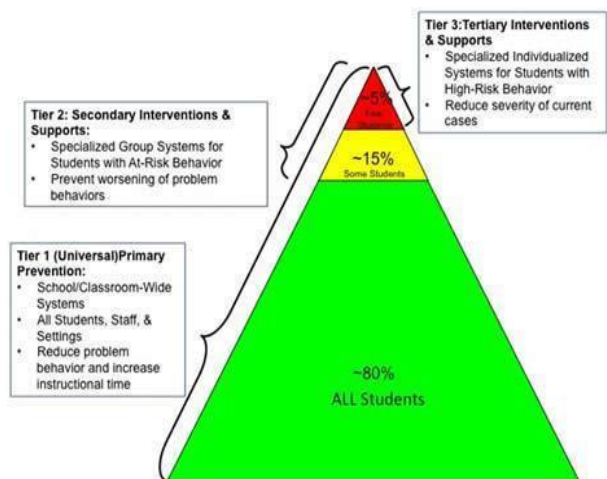 Tier 3:Tertiary Interventions
& Supports
• Specialized Individualized
Systems for Students with
High-Risk Behavior
• Reduce severity of current
cases
Tier 2: Secondary Interventions &
Supports:
• Specialized Group Systems for
Students with At-Risk Behavior
• Prevent worsening of problem
behaviors
~5%
Few
Students
~15%
Some Students
Tier 1 (Universal)Primary
Prevention:
• School/Classroom-Wide
Systems
• All Students, Staff, &
Settings
• Reduce problem
behavior and increase
instructional time
~80%
ALL Students